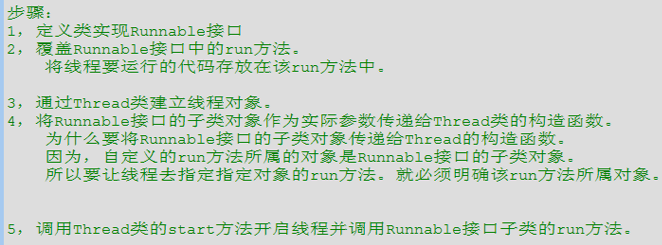 步骤：
1，定义类实现Runnable接口
2，覆盖Runnable接口中的run方法。
将线程要运行的代码存放在该run方法中。
3，通过Thread类建立线程对象。
4，将Runnable接口的子类对象作为实际参数传递给Thread类的构造函数。
为什么要将Runnable接口的子类对象传递给Thread的构造函数。
因为，自定义的run方法所属的对象是Runnable接口的子类对象。
所以要让线程去指定指定对象的run方法。就必须明确该run方法所属对象。
5，调用Thread类的start方法开启线程并调用Runnable接口子类的run方法。